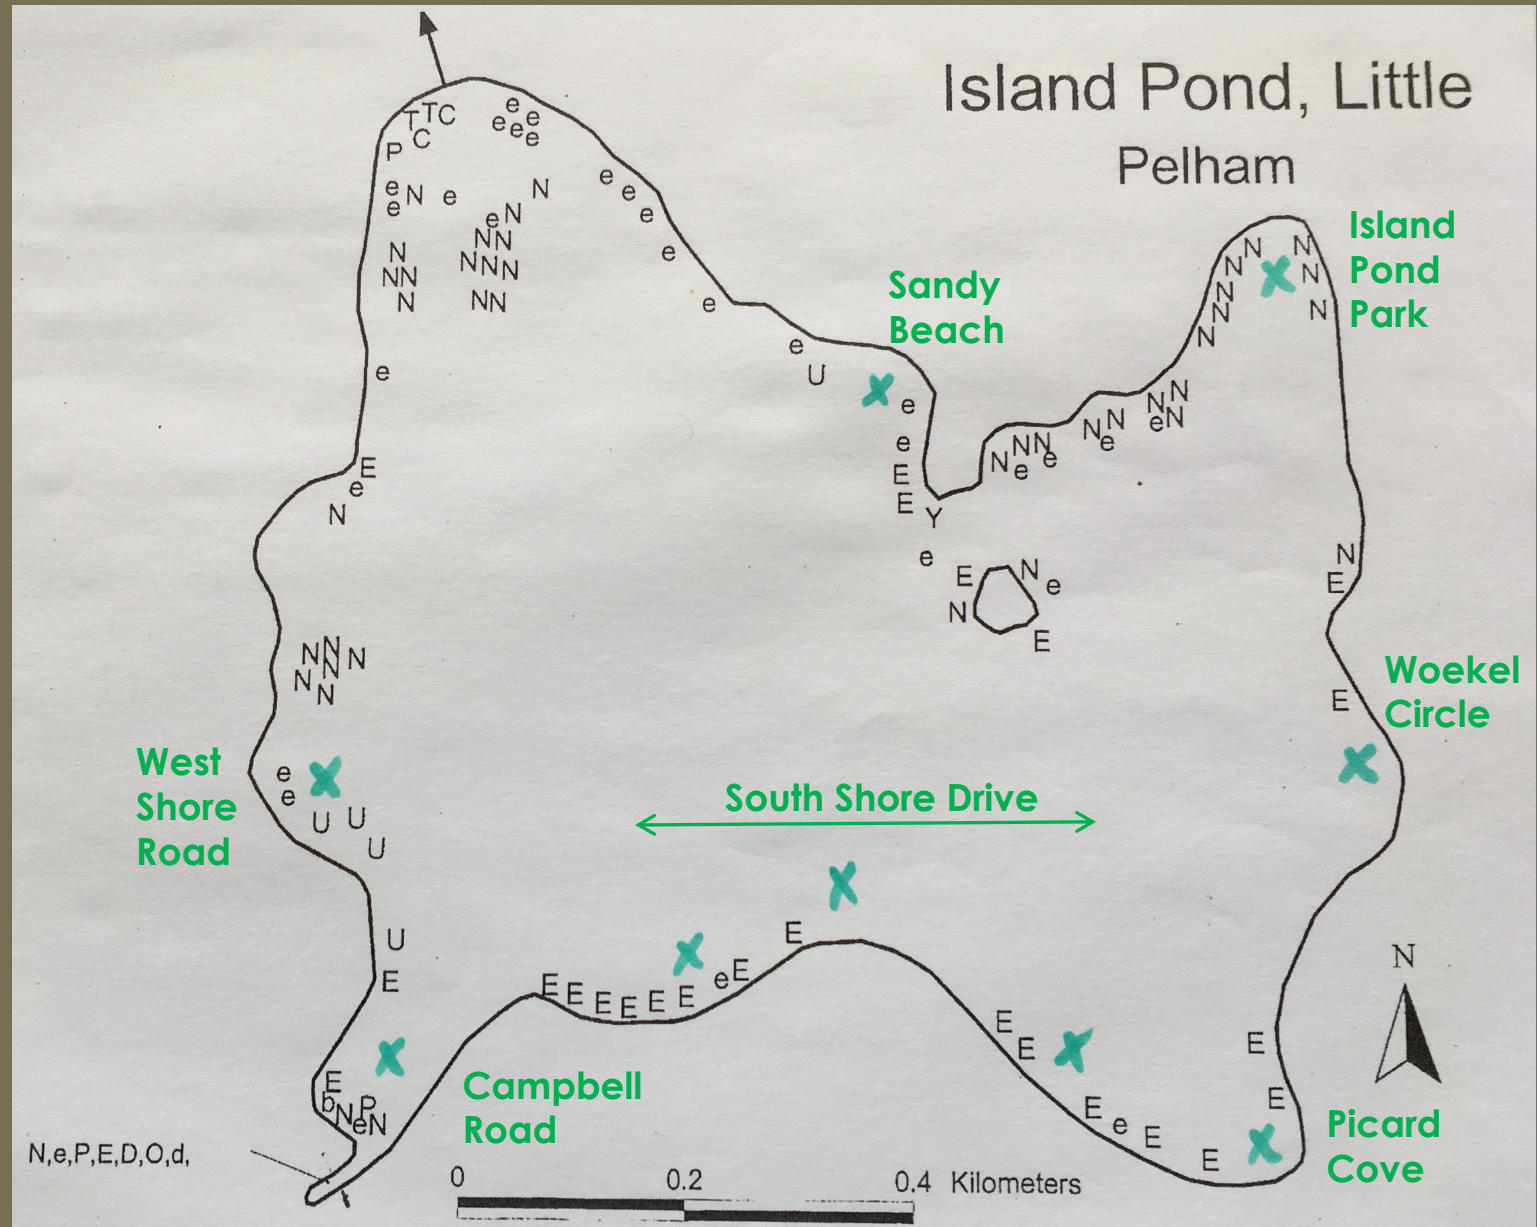 Island Pond, Little
Pelham
T T C
C
P
e
e e e e
e
e N e N
e
e N
N N
N N N
N N
N
N N
N
e
e
e
e
e
e
U
Sandy
Beach
e
e
E
E
Y
e
Island
Pond
Park
N N
N N
N N
N
N
N N
N N
e N
N N
e
N N N
e e
e
E
e
N
E N e
N
E
N
E
E
Woekel
Circle
N N N
N N
N
West
Shore
Road
e
e
U U
U
U
E
South Shore Drive
E
e E
E E E E E E
E
E
E e E E
E
E
N
Picard
Cove
Campbell
Road
E
b N P
e N
N,e,P,E,D,O,d,
0 0.2 0.4 Kilometers